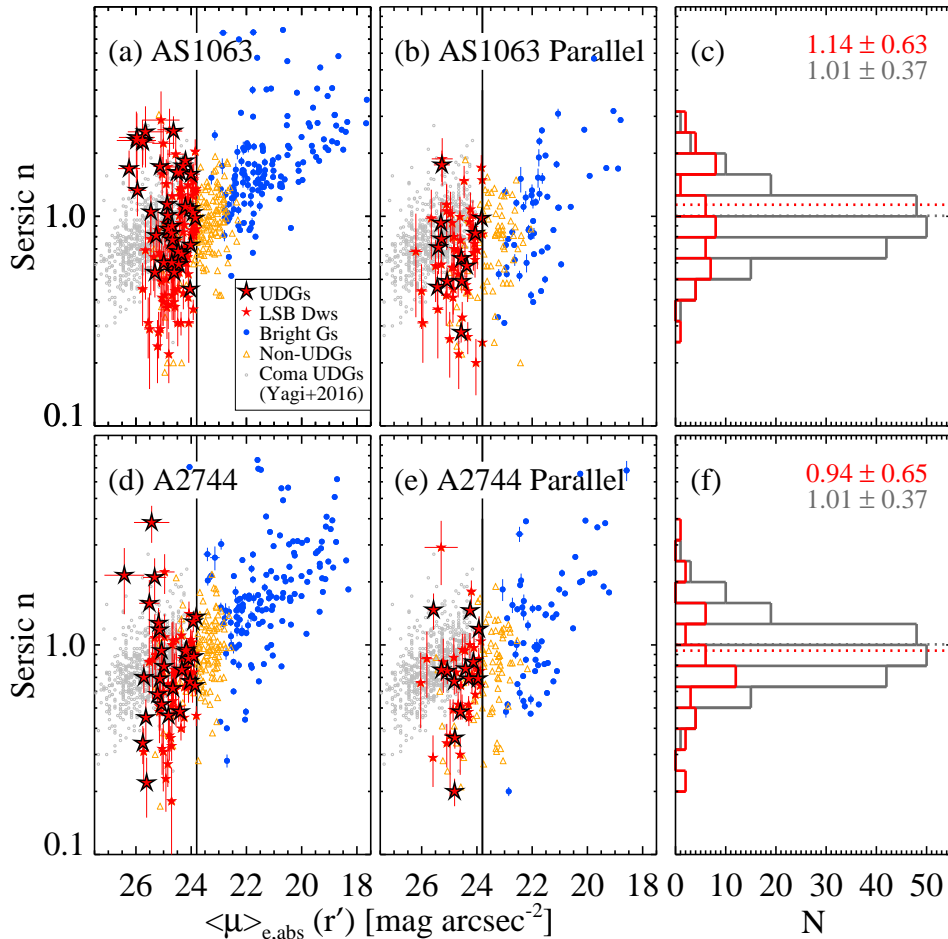 (a) AS1063
(b) AS1063 Parallel
(c)
1.14 ± 0.63
1.01 ± 0.37
Sersic n
1.0
0.1
UDGs
LSB Dws
Bright Gs
Non-UDGs
Coma UDGs
(Yagi+2016)
(d) A2744
(e) A2744 Parallel
(f)
0.94 ± 0.65
1.01 ± 0.37
Sersic n
1.0
0.1
26 24 22 20 18
26 24 22 20 18
0 10 20 30 40 50
<μ>e,abs (r′) [mag arcsec-2]
N